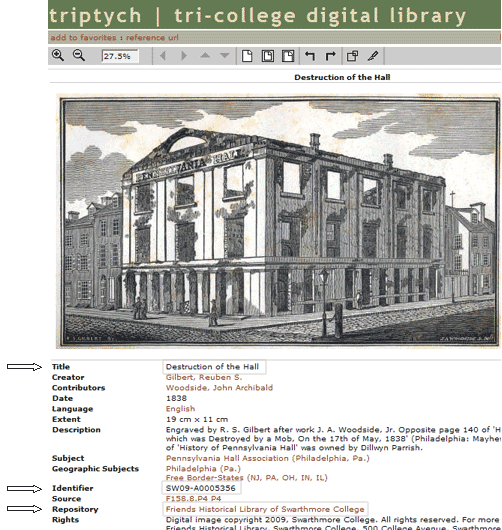 triptych | tri-college digital library
add to favorites : reference url
27.5%
Destruction of the Hall
PENNSYLVANIA HALL
Title Destruction of the Hall
Creator Gilbert, Reuben S.
Contributors Woodside, John Archibald
Date 1838
Language English
Extent 19 cm x 11 cm
Description Engraved by R. S. Gilbert after work J. A. Woodside, Jr. Opposite page 140 of 'H
which was Destroyed by a Mob, On the 17th of May, 1838' (Philadelphia: Mayhe
of 'History of Pennsylvania Hall' was owned by Dillwyn Parrish.
Subject Pennsylvania Hall Association (Philadelphia, Pa.)
Geographic Subjects Philadelphia (Pa.)
Free Border-States (NJ, PA, OH, IN, IL)
Identifier SW09-A0005356
Source F158.8.P4 P4
Repository Friends Historical Library of Swarthmore College
Rights Digital image copyright 2009, Swarthmore College. All rights reserved. For mor
Friends Historical Library, Swarthmore College, 500 College Avenue, Swarthmore